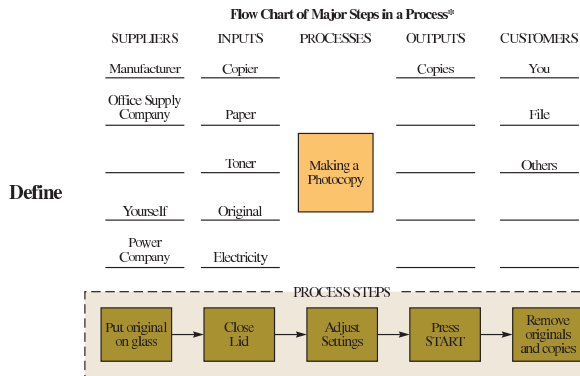 Flow Chart of Major Steps in a Process*
SUPPLIERS INPUTS PROCESSES OUTPUTS CUSTOMERS
Manufacturer Copier Copies You
Office Supply
Company Paper File
Toner Others
Making a
Photocopy
Define
Yourself Original
Power
Company Electricity
PROCESS STEPS
Put original
on glass
Close
Lid
Adjust
Settings
Press
START
Remove
originals
and copies